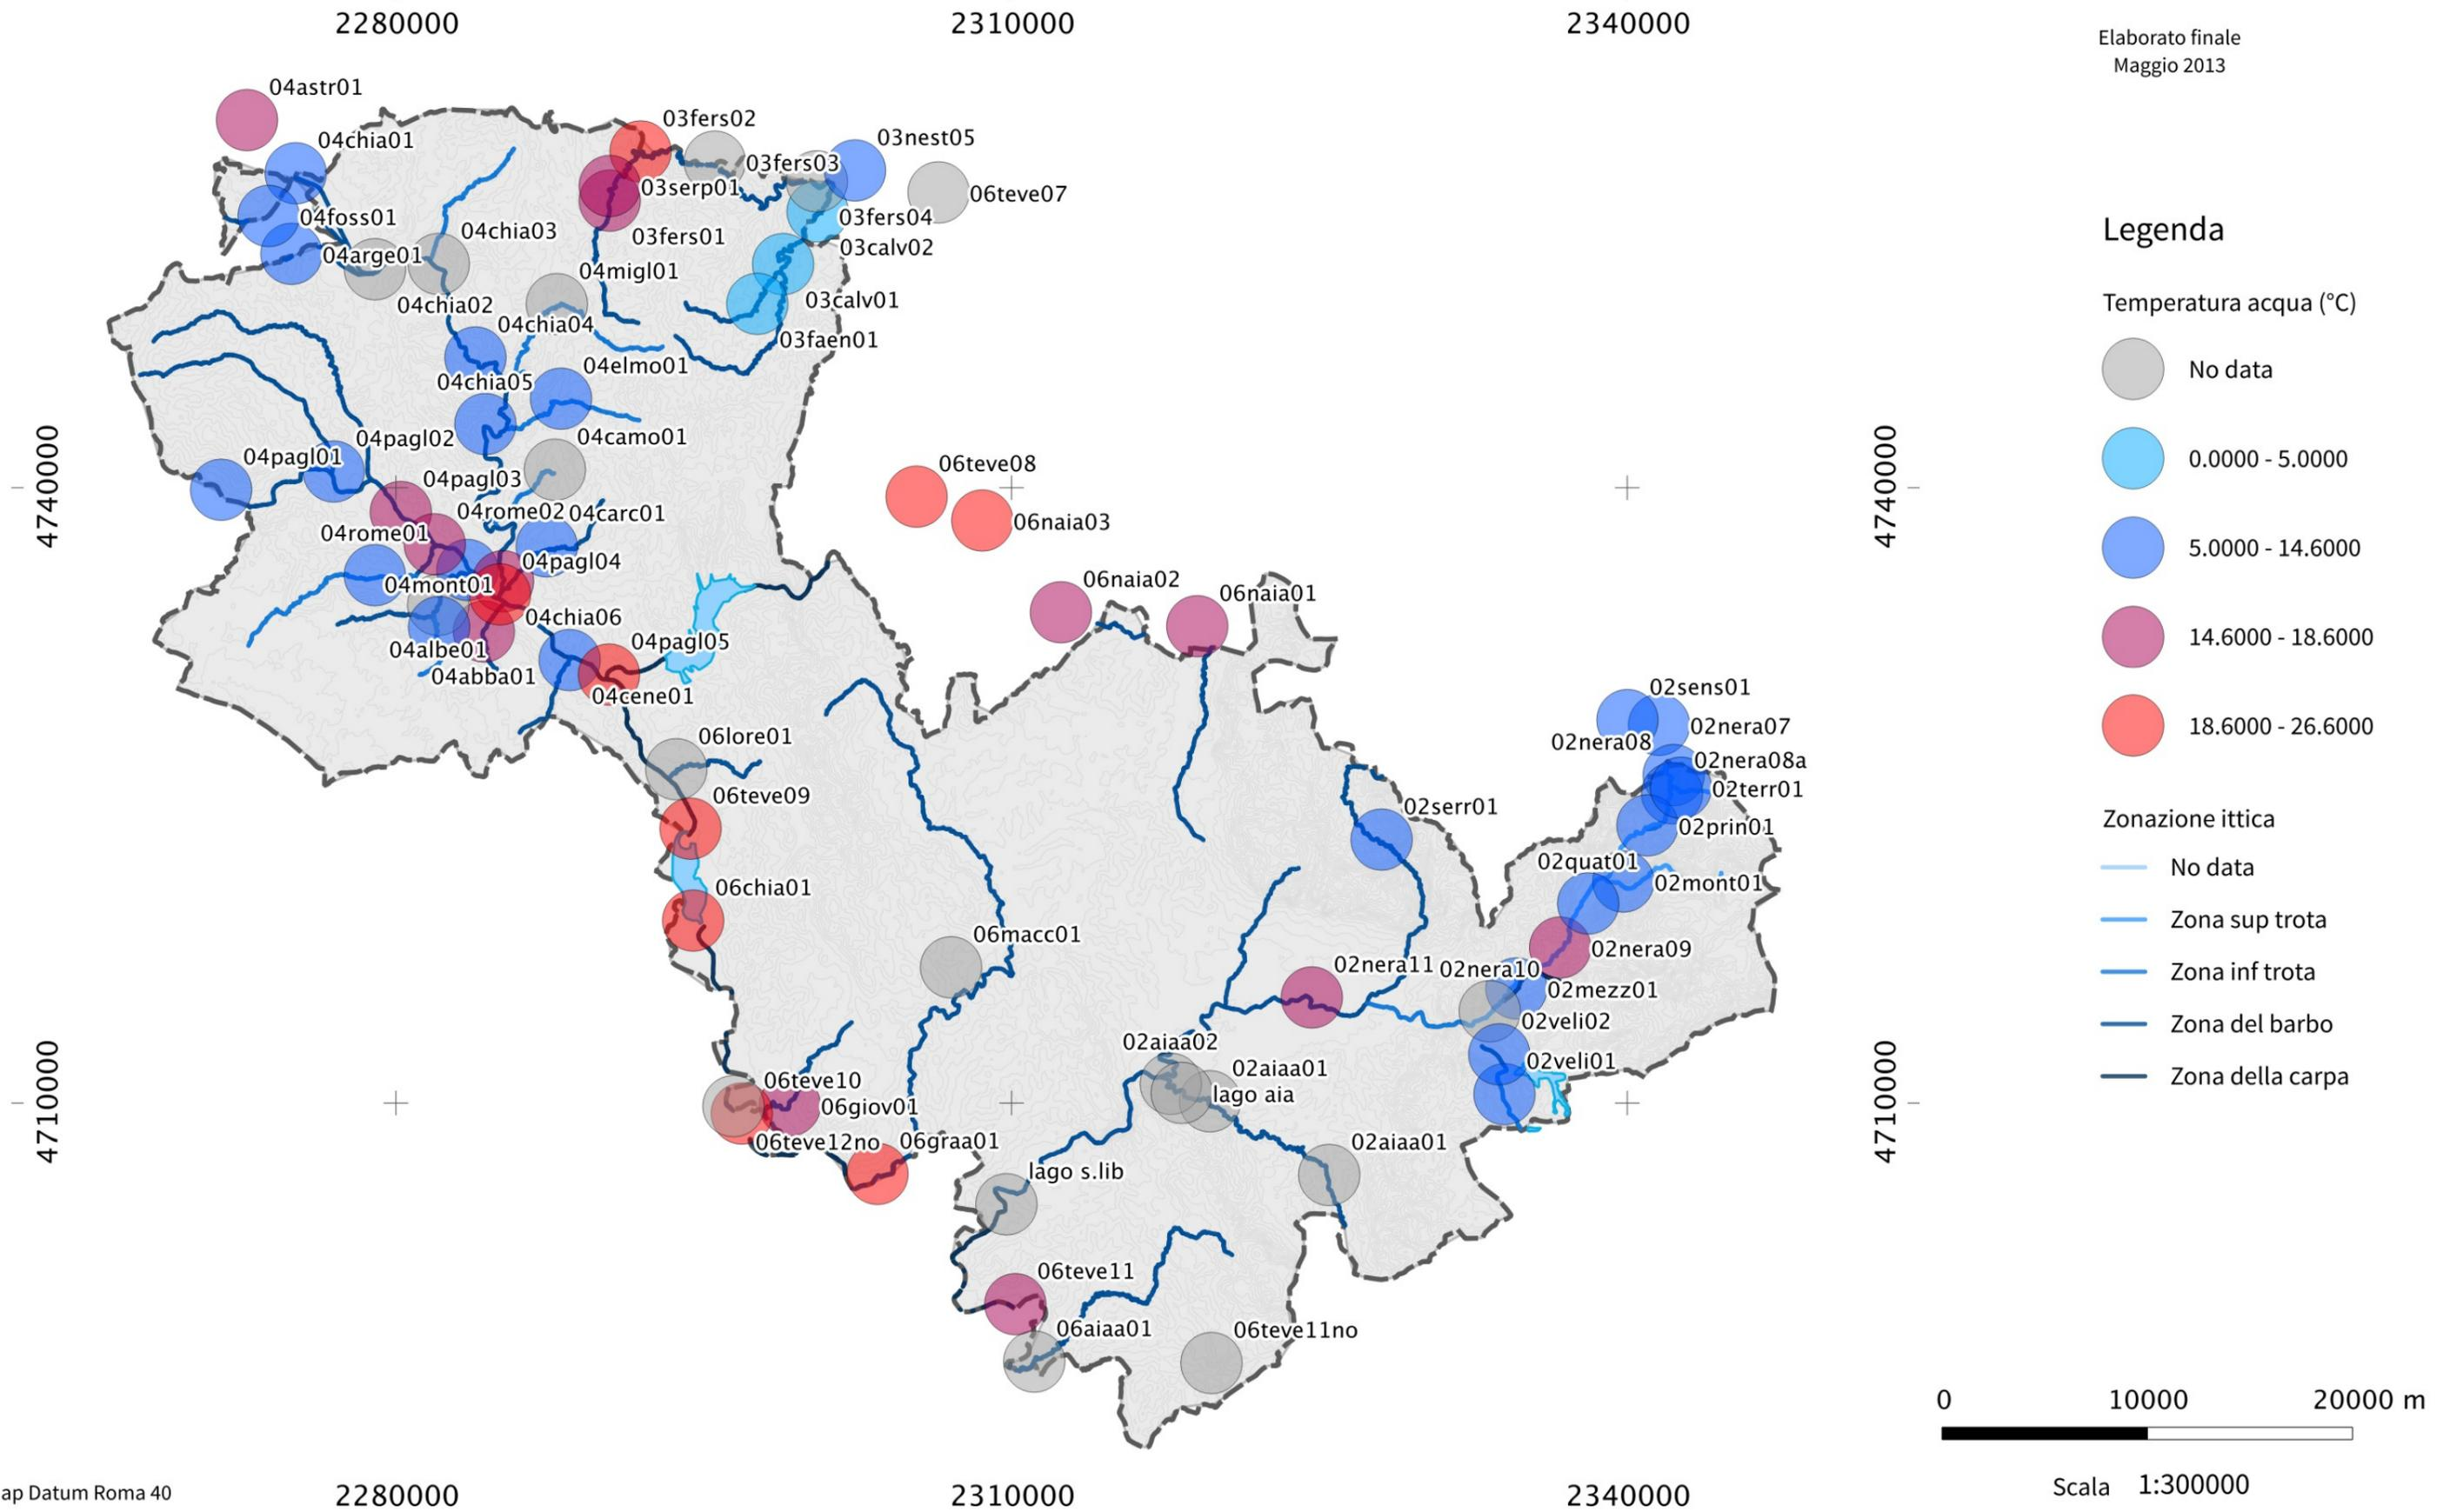 2280000
2310000
2340000
Elaborato finale
Maggio 2013
04astr01
04chia01
03fers02
03nest05
03fers03
03serp01
06teve07
04foss01
04chia03
03fers01
03fers04
04arge01
04migl01
03calv02
04chia02
04chia04
03calv01
03faen01
04elmo01
04chia05
04camo01
04pagl02
04pagl01
04pagl03
4740000
4740000
06teve08
04rome02
04carc01
06naia03
04rome01
04pagl04
04mont01
06naia02
06naia01
04chia06
04pagl05
04albe01
04abba01
04cene01
02sens01
02nera07
02nera08
06lore01
02nera08a
02terr01
06teve09
02serr01
02prin01
02quat01
02mont01
06chia01
06macc01
02nera09
02nera11
02nera10
02mezz01
02veli02
02aiaa02
02aiaa01
02veli01
lago aia
4710000
4710000
06teve10
06giov01
06teve12no
06graa01
02aiaa01
lago s.lib
06teve11
06aiaa01
06teve11no
Legenda
Temperatura acqua (°C)
No data
0.0000 - 5.0000
5.0000 - 14.6000
14.6000 - 18.6000
18.6000 - 26.6000
Zonazione ittica
No data
Zona sup trota
Zona inf trota
Zona del barbo
Zona della carpa
0 10000 20000 m
Scala 1:300000
ap Datum Roma 40
2280000
2310000
2340000